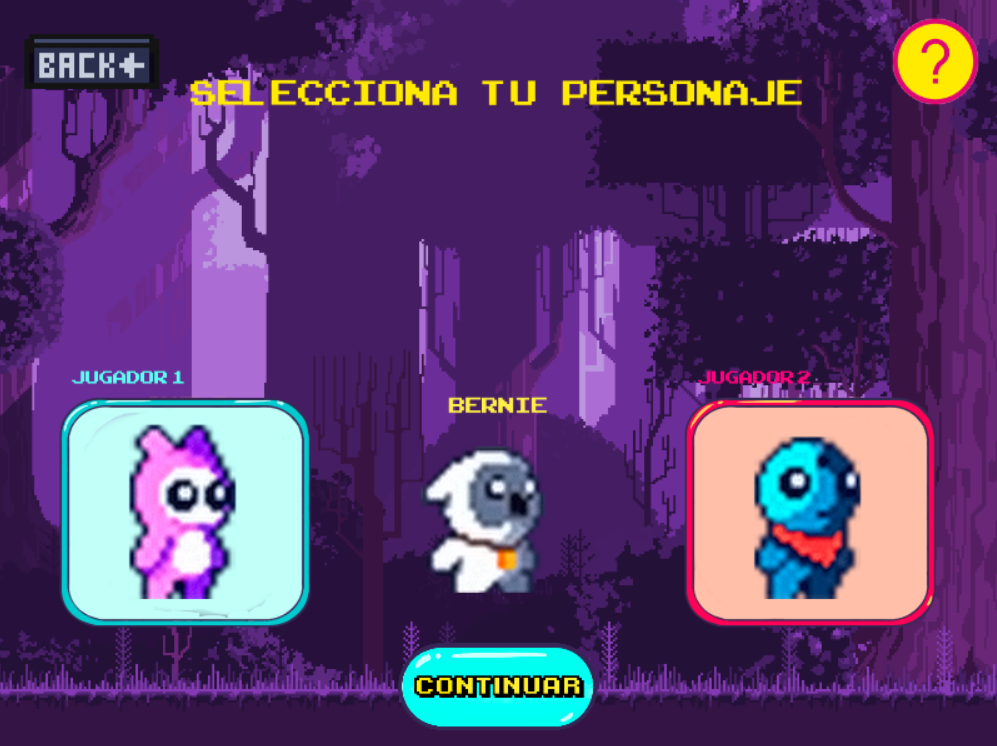 BACK
?
SELECCIONA TU PERSONAJE
JUGADOR 1
BERNIE
JUGADOR 2
CONTINUAR